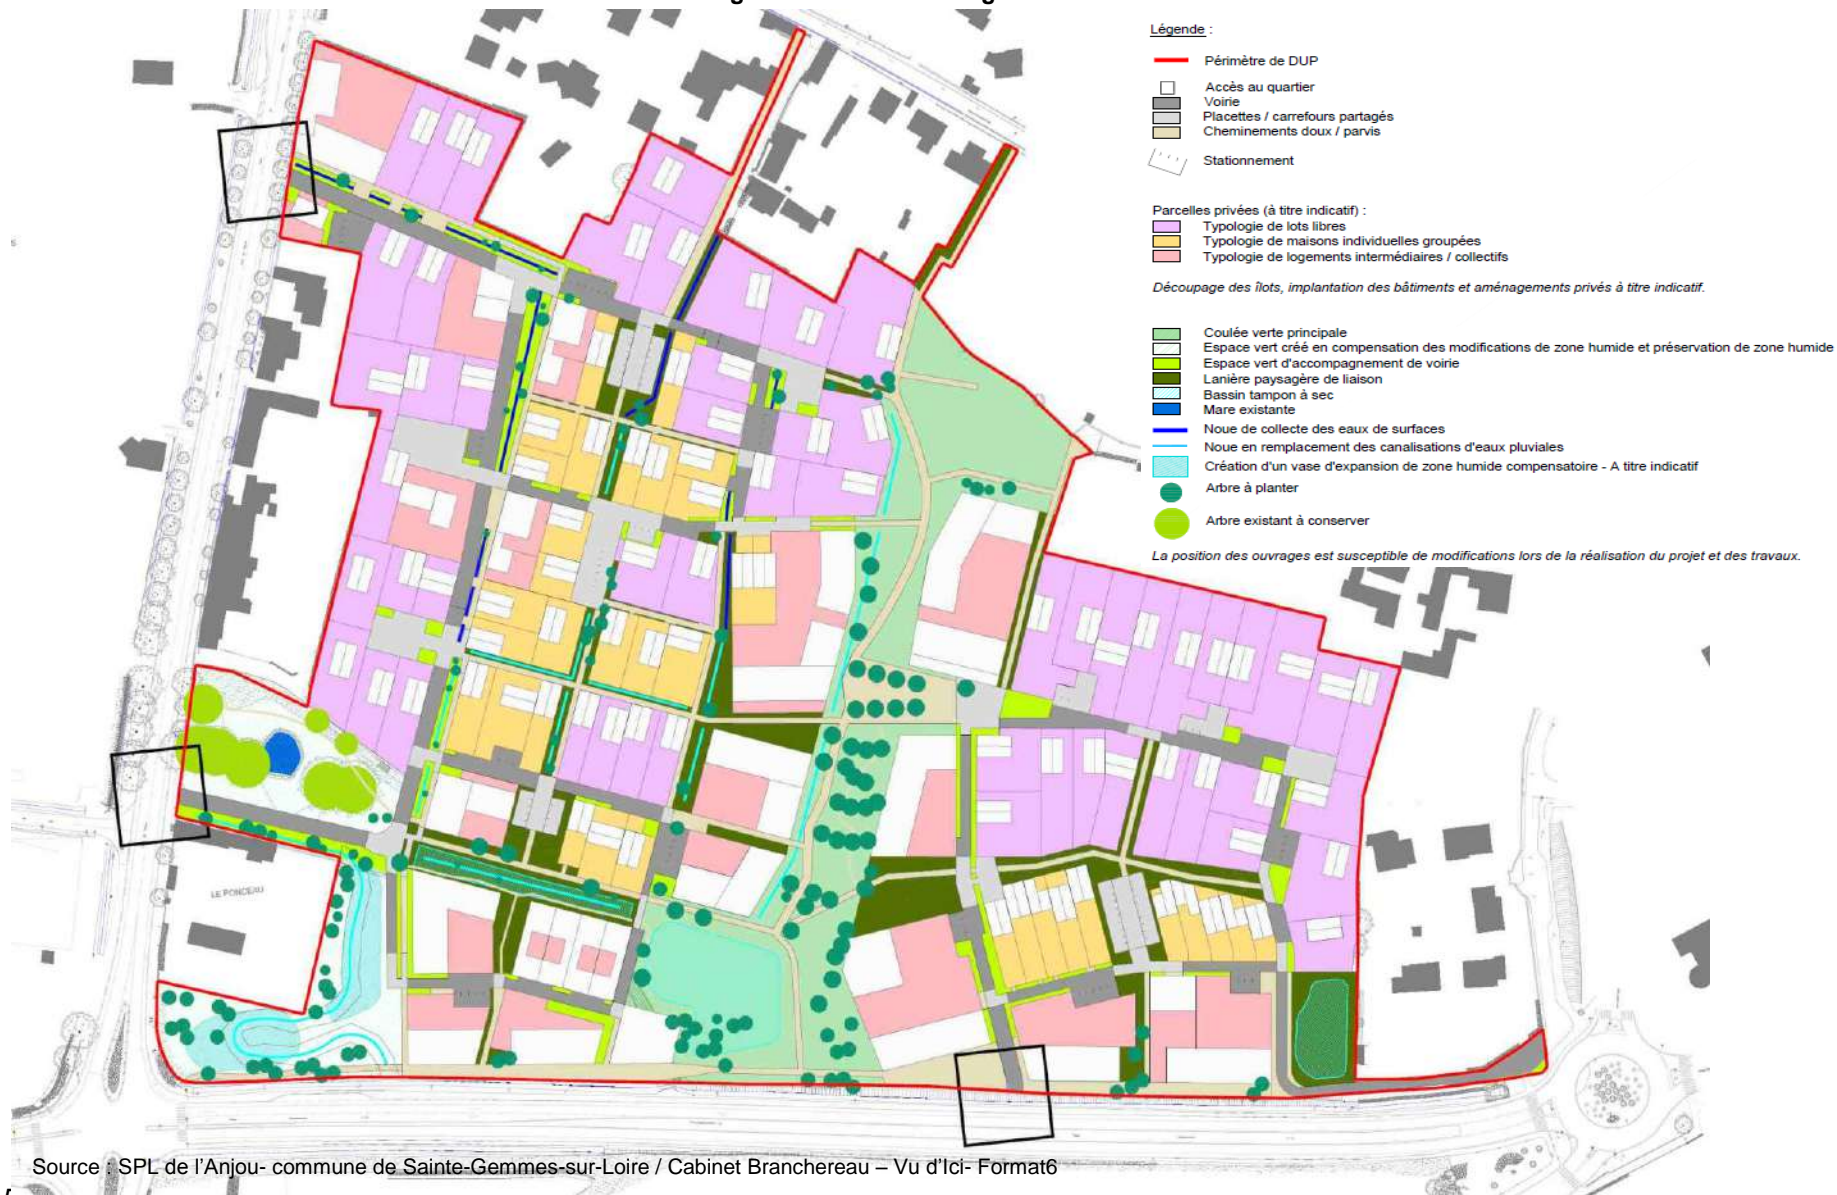 Légende :
Périmètre de DUP
Accès au quartier
Voirie
Placettes / carrefours partagés
Cheminements doux / parvis
Stationnement
Parcelles privées (à titre indicatif) :
Typologie de lots libres
Typologie de maisons individuelles groupées
Typologie de logements intermédiaires / collectifs
Découpage des îlots, implantation des bâtiments et aménagements privés à titre indicatif.
Coulée verte principale
Espace vert créé en compensation des modifications de zone humide et préservation de zone humide
Espace vert d'accompagnement de voirie
Lanière paysagère de liaison
Bassin tampon à sec
Mare existante
Noue de collecte des eaux de surfaces
Noue en remplacement des canalisations d'eaux pluviales
Création d'un vase d'expansion de zone humide compensatoire - A titre indicatif
Arbre à planter
Arbre existant à conserver
La position des ouvrages est susceptible de modifications lors de la réalisation du projet et des travaux.
LE PONCEAU
Source : SPL de l'Anjou- commune de Sainte-Gemmes-sur-Loire / Cabinet Branchereau – Vu d'Ici- Format6